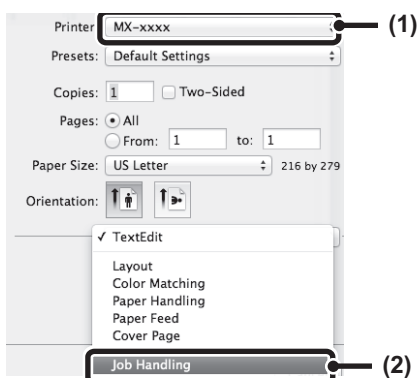 Printer MX-xxxx (1)
Presets: Default Settings
Copies: 1 Two-Sided
Pages: All
From: 1 to: 1
Paper Size: US Letter 216 by 279
Orientation:
✓ TextEdit
Layout
Color Matching
Paper Handling
Paper Feed
Cover Page
Job Handling (2)